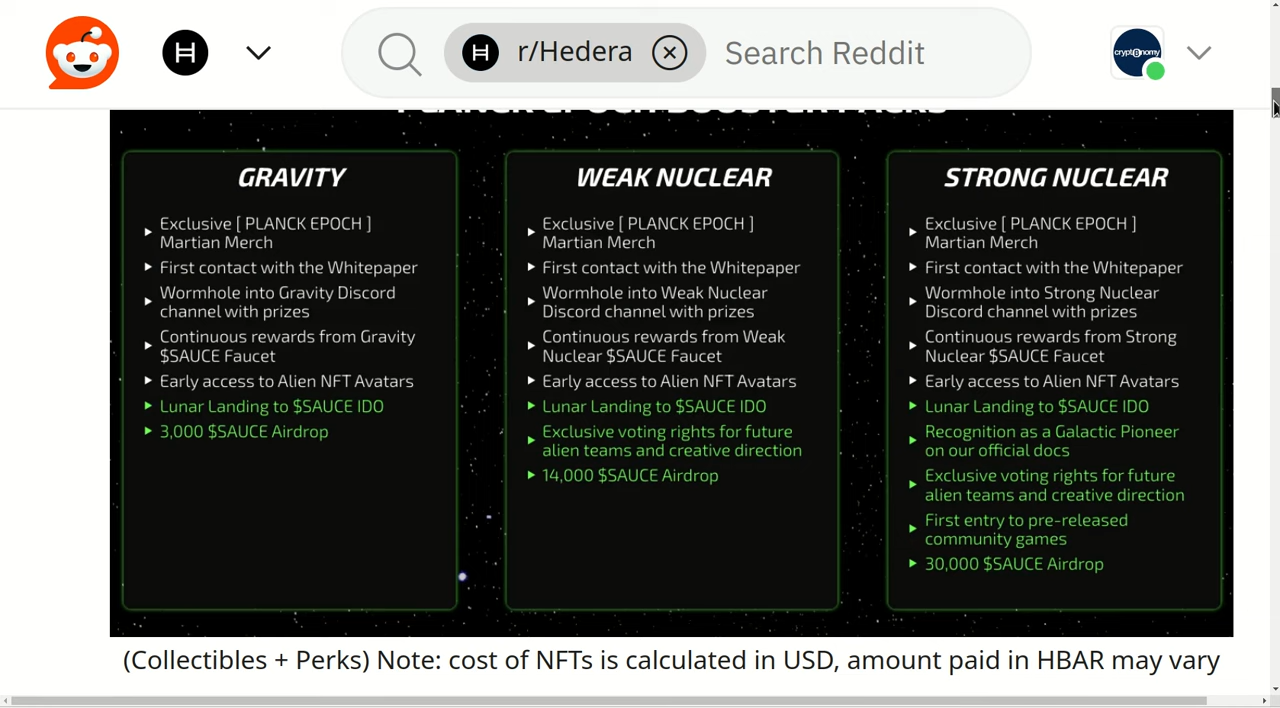 r/Hedera
Search Reddit
cryptonomy
PLANCK EPOCH BOOSTER PACKS
GRAVITY
Exclusive [ PLANCK EPOCH ]
Martian Merch
First contact with the Whitepaper
Wormhole into Gravity Discord
channel with prizes
Continuous rewards from Gravity
$SAUCE Faucet
Early access to Alien NFT Avatars
Lunar Landing to $SAUCE IDO
3,000 $SAUCE Airdrop
WEAK NUCLEAR
Exclusive [ PLANCK EPOCH ]
Martian Merch
First contact with the Whitepaper
Wormhole into Weak Nuclear
Discord channel with prizes
Continuous rewards from Weak
Nuclear $SAUCE Faucet
Early access to Alien NFT Avatars
Lunar Landing to $SAUCE IDO
Exclusive voting rights for future
alien teams and creative direction
14,000 $SAUCE Airdrop
STRONG NUCLEAR
Exclusive [ PLANCK EPOCH ]
Martian Merch
First contact with the Whitepaper
Wormhole into Strong Nuclear
Discord channel with prizes
Continuous rewards from Strong
Nuclear $SAUCE Faucet
Early access to Alien NFT Avatars
Lunar Landing to $SAUCE IDO
Recognition as a Galactic Pioneer
on our official docs
Exclusive voting rights for future
alien teams and creative direction
First entry to pre-released
community games
30,000 $SAUCE Airdrop
(Collectibles + Perks) Note: cost of NFTs is calculated in USD, amount paid in HBAR may vary